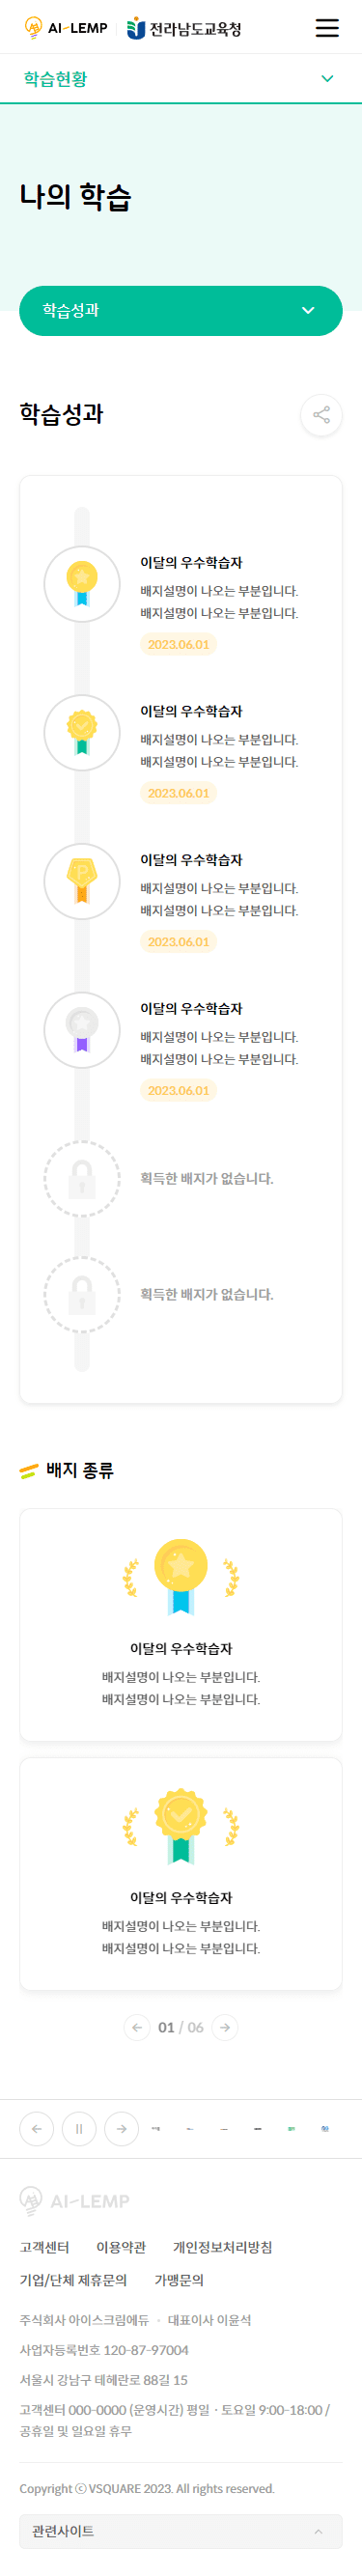 AI-LEMP 전라남도교육청
학습현황
나의 학습
학습성과
학습성과
이달의 우수학습자
배지설명이 나오는 부분입니다.
배지설명이 나오는 부분입니다.
2023.06.01
이달의 우수학습자
배지설명이 나오는 부분입니다.
배지설명이 나오는 부분입니다.
2023.06.01
이달의 우수학습자
배지설명이 나오는 부분입니다.
배지설명이 나오는 부분입니다.
2023.06.01
이달의 우수학습자
배지설명이 나오는 부분입니다.
배지설명이 나오는 부분입니다.
2023.06.01
획득한 배지가 없습니다.
획득한 배지가 없습니다.
배지 종류
이달의 우수학습자
배지설명이 나오는 부분입니다.
배지설명이 나오는 부분입니다.
이달의 우수학습자
배지설명이 나오는 부분입니다.
배지설명이 나오는 부분입니다.
01 / 06
AI-LEMP
고객센터 이용약관 개인정보처리방침
기업/단체 제휴문의 가맹문의
주식회사 아이스크림에듀 • 대표이사 이윤석
사업자등록번호 120-87-97004
서울시 강남구 테헤란로 88길 15
고객센터 000-0000 (운영시간) 평일 · 토요일 9:00-18:00 /
공휴일 및 일요일 휴무
Copyright ⓒ VSQUARE 2023. All rights reserved.
관련사이트